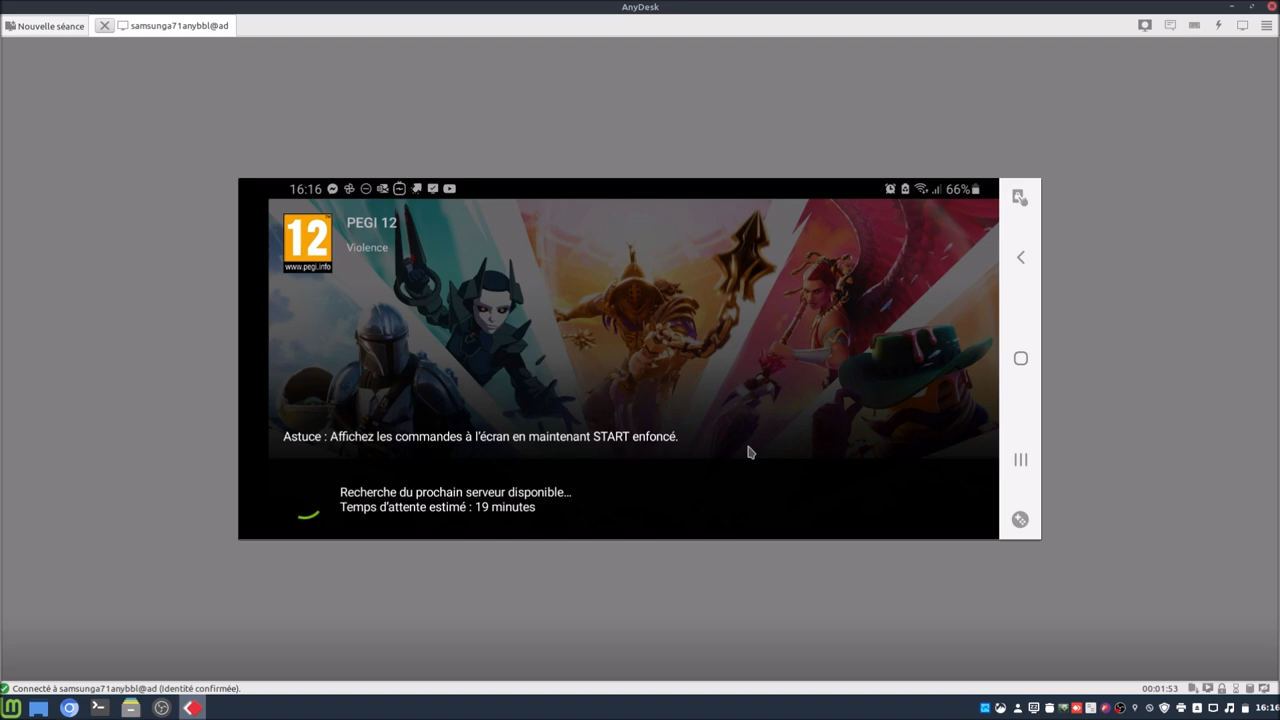 AnyDesk
Nouvelle séance
samsunga71anybbl@ad
16:16
66%
12
www.pegi.info
PEGI 12
Violence
Astuce : Affichez les commandes à l'écran en maintenant START enfoncé.
Recherche du prochain serveur disponible...
Temps d'attente estimé : 19 minutes
Connecté à samsunga71anybbl@ad (Identité confirmée).
00:01:53
16:16